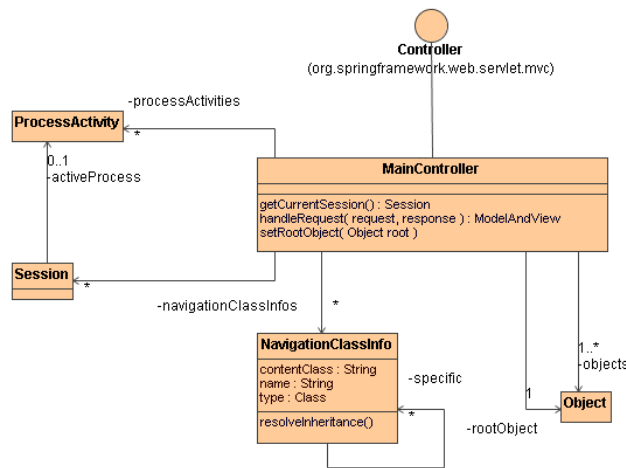 Controller
(org.springframework.web.servlet.mvc)
-processActivities
ProcessActivity
*
0..1
-activeProcess
MainController
getCurrentSession() : Session
handleRequest( request, response ) : ModelAndView
setRootObject( Object root )
Session
*
-navigationClassInfos
*
NavigationClassInfo
contentClass : String
name : String
type : Class
resolveInheritance()
-specific
*
1..*
-objects
1
Object
-rootObject